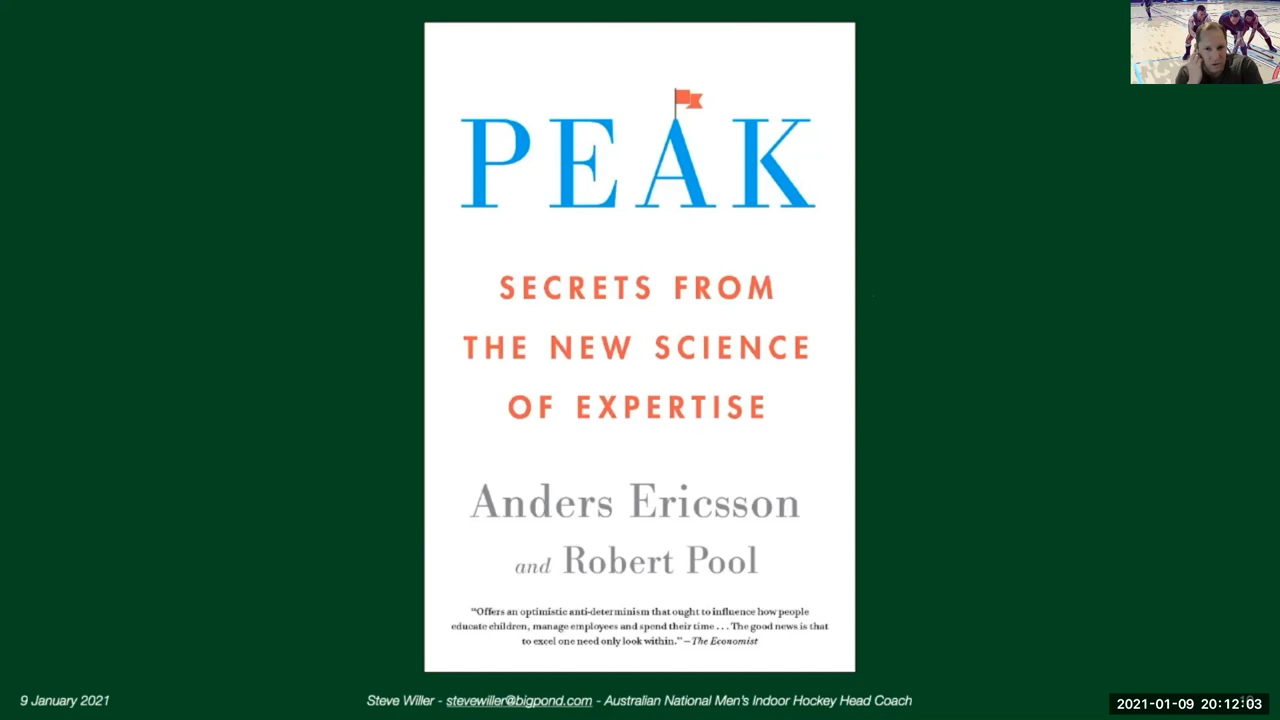 PEAK
SECRETS FROM
THE NEW SCIENCE
OF EXPERTISE
Anders Ericsson
and Robert Pool
"Offers an optimistic anti-determinism that ought to influence how people
educate children, manage employees and spend their time . . . The good news is that
to excel one need only look within." – The Economist
9 January 2021
Steve Willer - stevewiller@bigpond.com - Australian National Men's Indoor Hockey Head Coach
2021-01-09 20:12:03